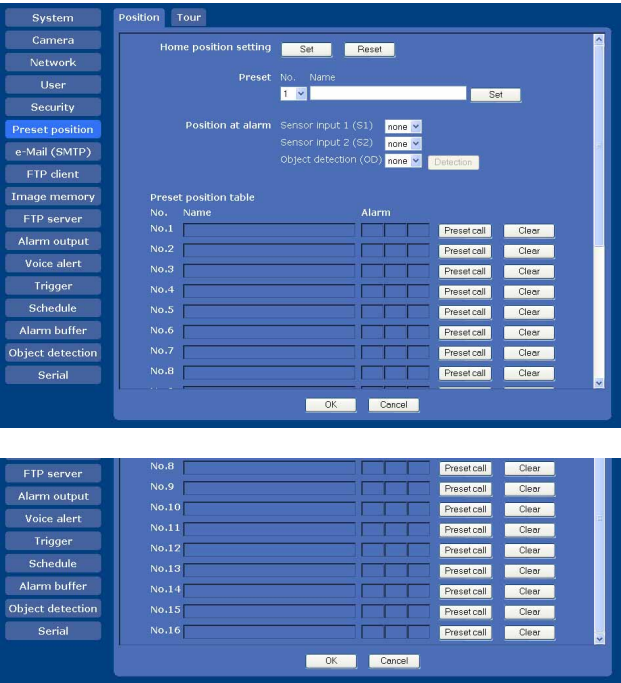 System
Camera
Network
User
Security
Preset position
e-Mail (SMTP)
FTP client
Image memory
FTP server
Alarm output
Voice alert
Trigger
Schedule
Alarm buffer
Object detection
Serial
Position Tour
Home position setting Set Reset
Preset No. Name
1 Set
Position at alarm Sensor input 1 (S1) none
Sensor input 2 (S2) none
Object detection (OD) none Detection
Preset position table
No. Name Alarm
No.1 Preset call Clear
No.2 Preset call Clear
No.3 Preset call Clear
No.4 Preset call Clear
No.5 Preset call Clear
No.6 Preset call Clear
No.7 Preset call Clear
No.8 Preset call Clear
OK Cancel
FTP server
Alarm output
Voice alert
Trigger
Schedule
Alarm buffer
Object detection
Serial
No.8 Preset call Clear
No.9 Preset call Clear
No.10 Preset call Clear
No.11 Preset call Clear
No.12 Preset call Clear
No.13 Preset call Clear
No.14 Preset call Clear
No.15 Preset call Clear
No.16 Preset call Clear
OK Cancel